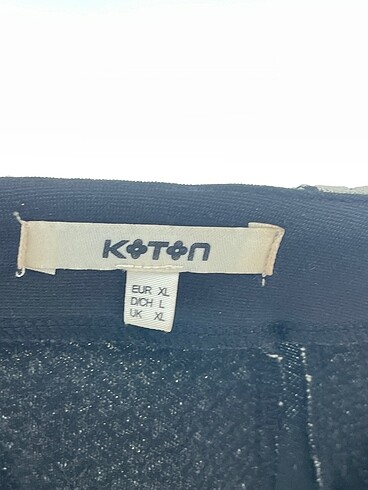 KOTON
EUR XL
D/CH L
UK XL